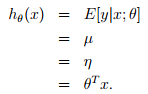 hθ(x) = E[y|x; θ]
= μ
= η
= θᵀx.